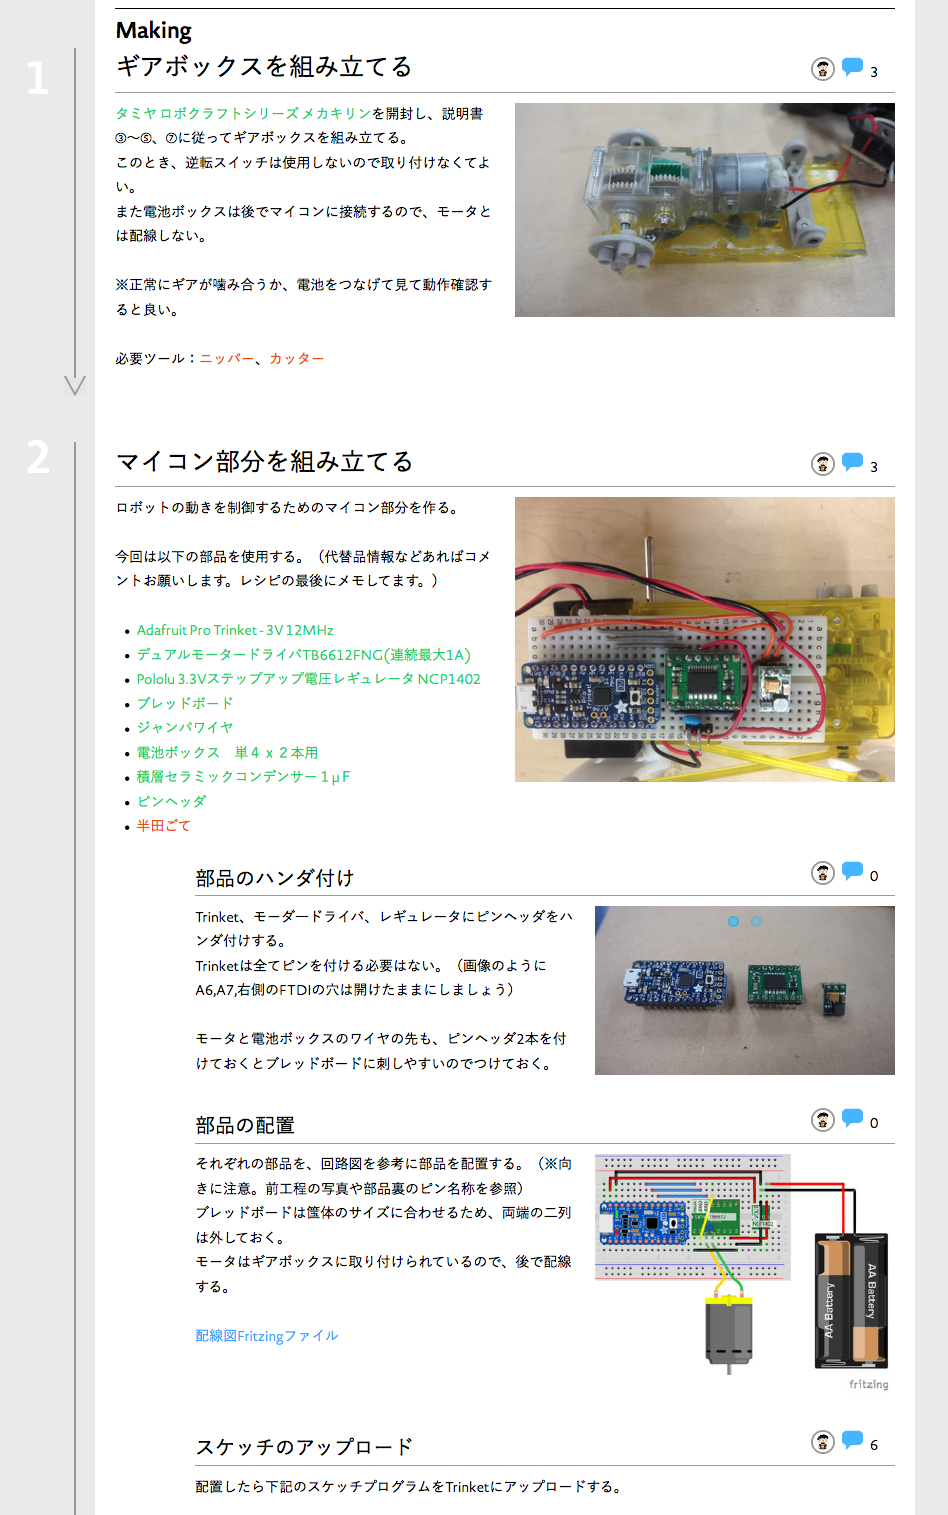 Making
1
ギアボックスを組み立てる
3
タミヤ ロボクラフトシリーズ メカキリンを開封し、説明書
③〜⑤、⑦に従ってギアボックスを組み立てる。
このとき、逆転スイッチは使用しないので取り付けなくてよ
い。
また電池ボックスは後でマイコンに接続するので、モータと
は配線しない。
※正常にギアが噛み合うか、電池をつなげて見て動作確認す
ると良い。
必要ツール：ニッパー、カッター
2
マイコン部分を組み立てる
3
ロボットの動きを制御するためのマイコン部分を作る。
今回は以下の部品を使用する。（代替品情報などあればコメ
ントお願いします。レシピの最後にメモしてます。）
• Adafruit Pro Trinket - 3V 12MHz
• デュアルモータードライバTB6612FNG(連続最大1A)
• Pololu 3.3Vステップアップ電圧レギュレータ NCP1402
• ブレッドボード
• ジャンパワイヤ
• 電池ボックス　単４ｘ２本用
• 積層セラミックコンデンサー１μＦ
• ピンヘッダ
• 半田ごて
部品のハンダ付け
0
Trinket、モーダードライバ、レギュレータにピンヘッダをハ
ンダ付けする。
Trinketは全てピンを付ける必要はない。（画像のように
A6,A7,右側のFTDIの穴は開けたままにしましょう）
モータと電池ボックスのワイヤの先も、ピンヘッダ2本を付
けておくとブレッドボードに刺しやすいのでつけておく。
部品の配置
0
それぞれの部品を、回路図を参考に部品を配置する。（※向
きに注意。前工程の写真や部品裏のピン名称を参照）
ブレッドボードは筐体のサイズに合わせるため、両端の二列
は外しておく。
モータはギアボックスに取り付けられているので、後で配線
する。
配線図Fritzingファイル
TB6612
NCP1402
AA Battery
AA Battery
fritzing
スケッチのアップロード
6
配置したら下記のスケッチプログラムをTrinketにアップロードする。